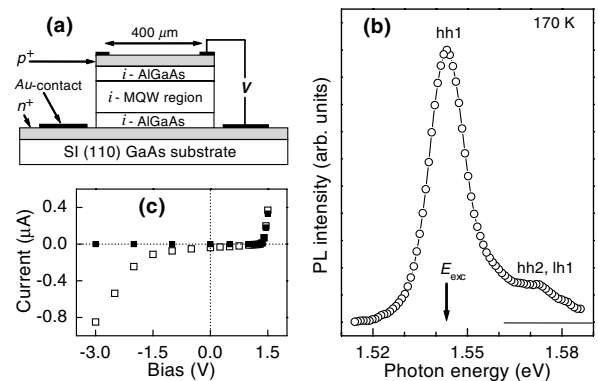 (a)
400 μm
p+
i - AlGaAs
Au-contact
i - MQW region
V
n+
i - AlGaAs
SI (110) GaAs substrate
(c)
Current (μA)
0.4
0.0
-0.4
-0.8
-3.0
-1.5
0.0
1.5
Bias (V)
(b)
170 K
hh1
hh2, lh1
Eexc
PL intensity (arb. units)
1.52
1.55
1.58
Photon energy (eV)